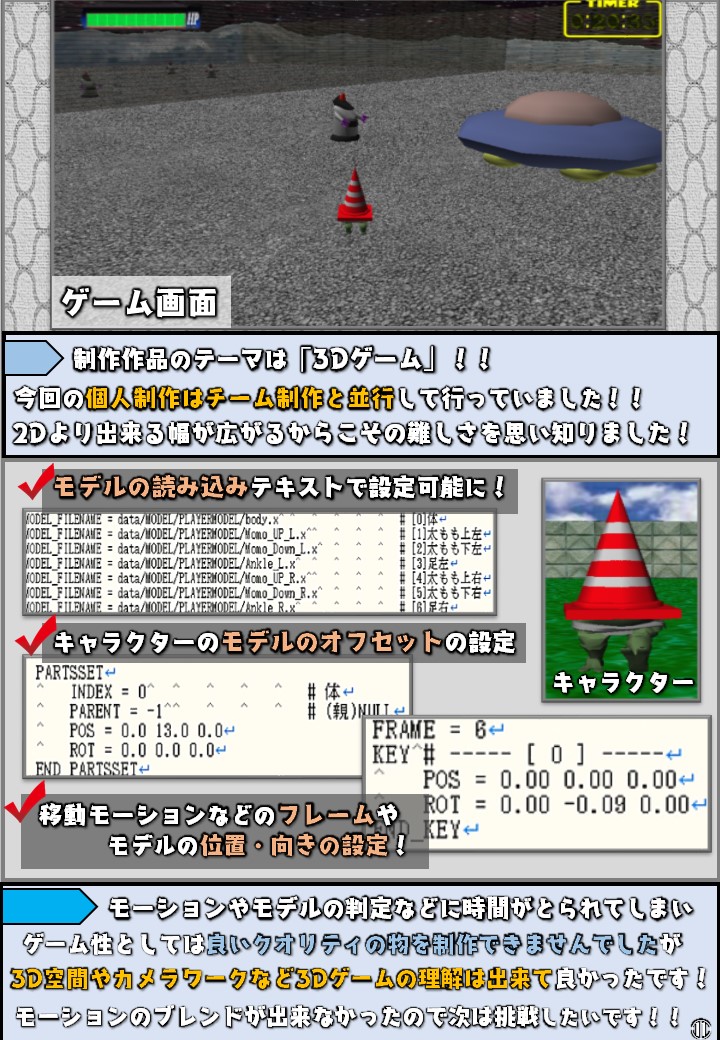 HP
TIMER
ゲーム画面
制作作品のテーマは「3Dゲーム」！！
今回の個人制作はチーム制作と並行して行っていました！！
2Dより出来る幅が広がるからこその難しさを思い知りました！
モデルの読み込みテキストで設定可能に！
MODEL_FILENAME = data/MODEL/PLAYERMODEL/body.x^ ^ ^ ^ ^ # [0]体
MODEL_FILENAME = data/MODEL/PLAYERMODEL/Momo_UP_L.x^^ ^ ^ ^ # [1]太もも上左
MODEL_FILENAME = data/MODEL/PLAYERMODEL/Momo_Down_L.x^ ^ ^ ^ # [2]太もも下左
MODEL_FILENAME = data/MODEL/PLAYERMODEL/Ankle_L.x^ ^ ^ ^ # [3]足左
MODEL_FILENAME = data/MODEL/PLAYERMODEL/Momo_UP_R.x^^ ^ ^ ^ # [4]太もも上右
MODEL_FILENAME = data/MODEL/PLAYERMODEL/Momo_Down_R.x^ ^ ^ ^ # [5]太もも下右
MODEL_FILENAME = data/MODEL/PLAYERMODEL/Ankle_R.x^ ^ ^ ^ # [6]足右
キャラクター
キャラクターのモデルのオフセットの設定
PARTSSET↵
^ INDEX = 0^ ^ ^ ^ ^ # 体↵
^ PARENT = -1^^ ^ ^ ^ # (親)NULL↵
^ POS = 0.0 13.0 0.0↵
^ ROT = 0.0 0.0 0.0↵
END_PARTSSET↵
FRAME = 6↵
KEY^# ----- [ 0 ] -----↵
^ POS = 0.00 0.00 0.00↵
^ ROT = 0.00 -0.09 0.00↵
END_KEY↵
移動モーションなどのフレームや
モデルの位置・向きの設定！
モーションやモデルの判定などに時間がとられてしまい
ゲーム性としては良いクオリティの物を制作できませんでしたが
3D空間やカメラワークなど3Dゲームの理解は出来て良かったです！
モーションのブレンドが出来なかったので次は挑戦したいです！！